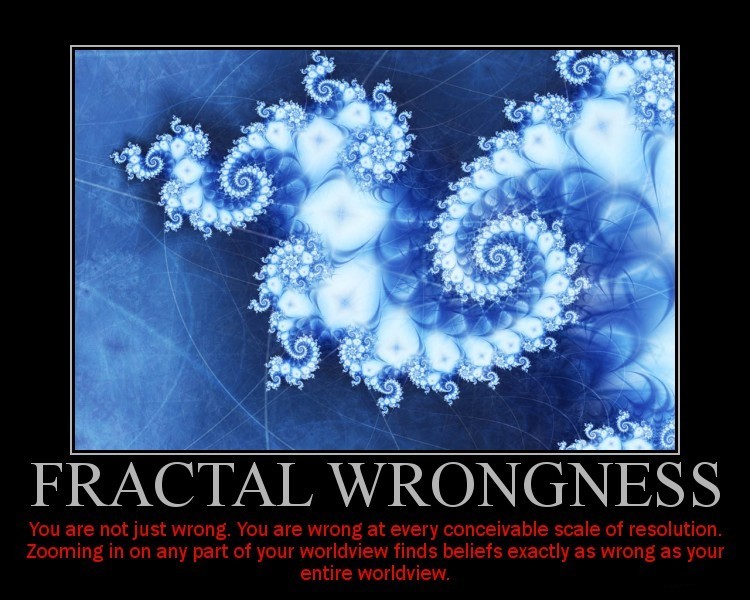 FRACTAL WRONGNESS
You are not just wrong. You are wrong at every conceivable scale of resolution.
Zooming in on any part of your worldview finds beliefs exactly as wrong as your
entire worldview.